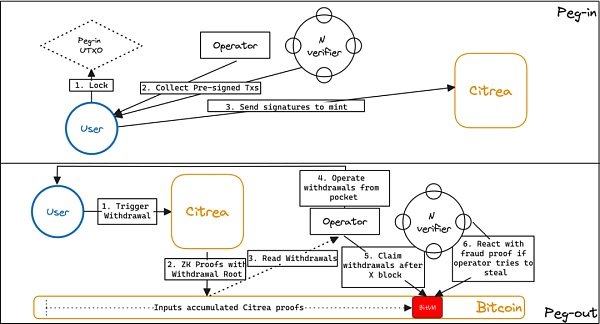 Peg-in
Peg-in
UTXO
Operator
N
verifier
1. Lock
2. Collect Pre-signed Txs
3. Send signatures to mint
User
Citrea
4. Operate
withdrawals from
pocket
User
1. Trigger
Withdrawal
Citrea
Operator
N
verifier
2. ZK Proofs with
Withdrawal Root
3. Read Withdrawals
5. Claim
withdrawals after
X block
6. React with
fraud proof if
operator tries to
steal
Inputs accumulated Citrea proofs
BitVM
Bitcoin
Peg-out